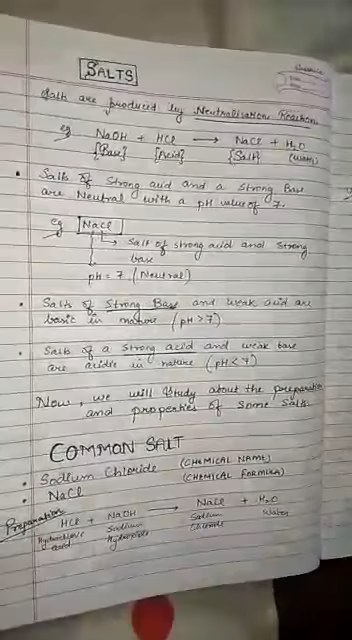 SALTS
Salts are produced by Neutralisation Reaction
eg NaOH + HCl → NaCl + H₂O
{Base} {Acid} {Salt} (Water)
• Salts of strong acid and a strong Base
are Neutral with a pH value of 7.
eg NaCl
→ Salt of strong acid and strong
base
pH = 7 (Neutral)
• Salts of Strong Base and weak acid are
basic in nature (pH > 7)
• Salts of a strong acid and weak base
are acidic in nature (pH < 7)
Now, we will study about the preparation
and properties of some Salts.
COMMON SALT
• Sodium Chloride (CHEMICAL NAME)
• NaCl (CHEMICAL FORMULA)
Preparation
HCl + NaOH → NaCl + H₂O
Hydrochloric Sodium Sodium Water
acid Hydroxide Chloride